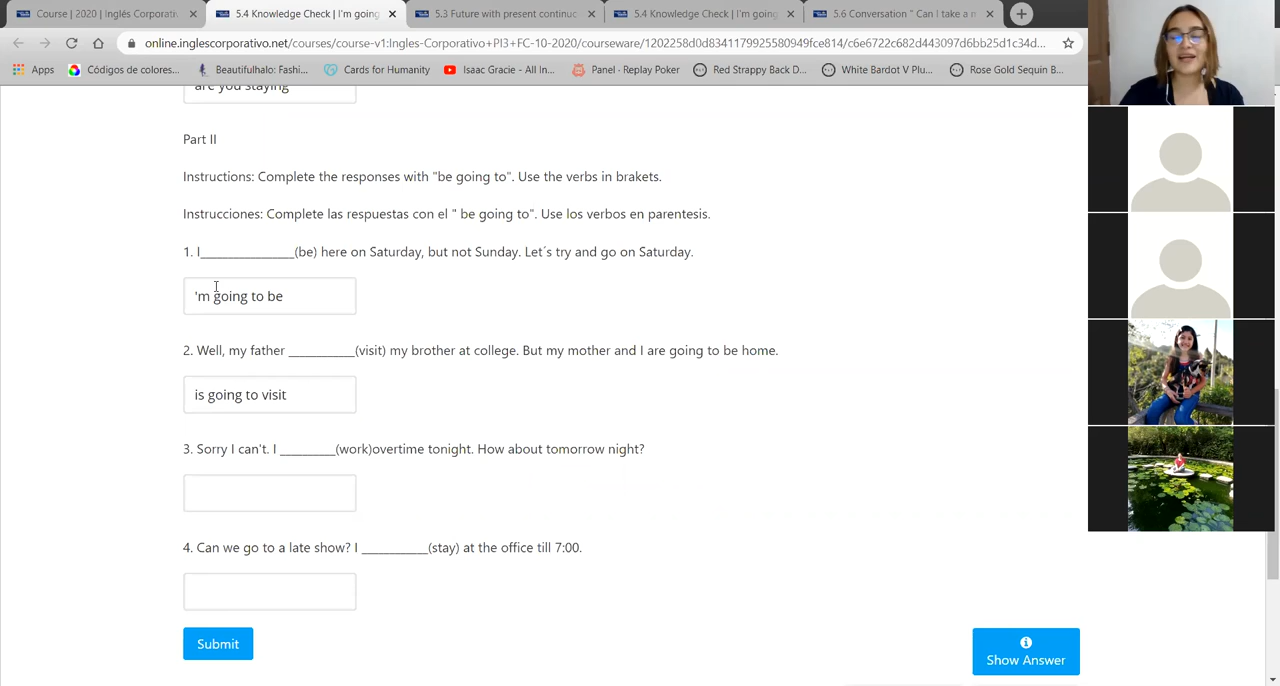 Course | 2020 | Inglés Corporati
5.4 Knowledge Check | I'm going
5.3 Future with present continuo
5.4 Knowledge Check | I'm going
5.6 Conversation " Can I take a m
online.inglescorporativo.net/courses/course-v1:Ingles-Corporativo+PI3+FC-10-2020/courseware/1202258d0d8341179925580949fce814/c6e6722c682d443097d6bb25d1c34d...
Apps
Códigos de colores...
Beautifulhalo: Fashi...
Cards for Humanity
Isaac Gracie - All In...
Panel · Replay Poker
Red Strappy Back D...
White Bardot V Plu...
Rose Gold Sequin B...
are you staying
Part II
Instructions: Complete the responses with "be going to". Use the verbs in brakets.
Instrucciones: Complete las respuestas con el " be going to". Use los verbos en parentesis.
1. I________________(be) here on Saturday, but not Sunday. Let´s try and go on Saturday.
'm going to be
2. Well, my father ___________(visit) my brother at college. But my mother and I are going to be home.
is going to visit
3. Sorry I can't. I _________(work)overtime tonight. How about tomorrow night?
4. Can we go to a late show? I ___________(stay) at the office till 7:00.
Submit
Show Answer